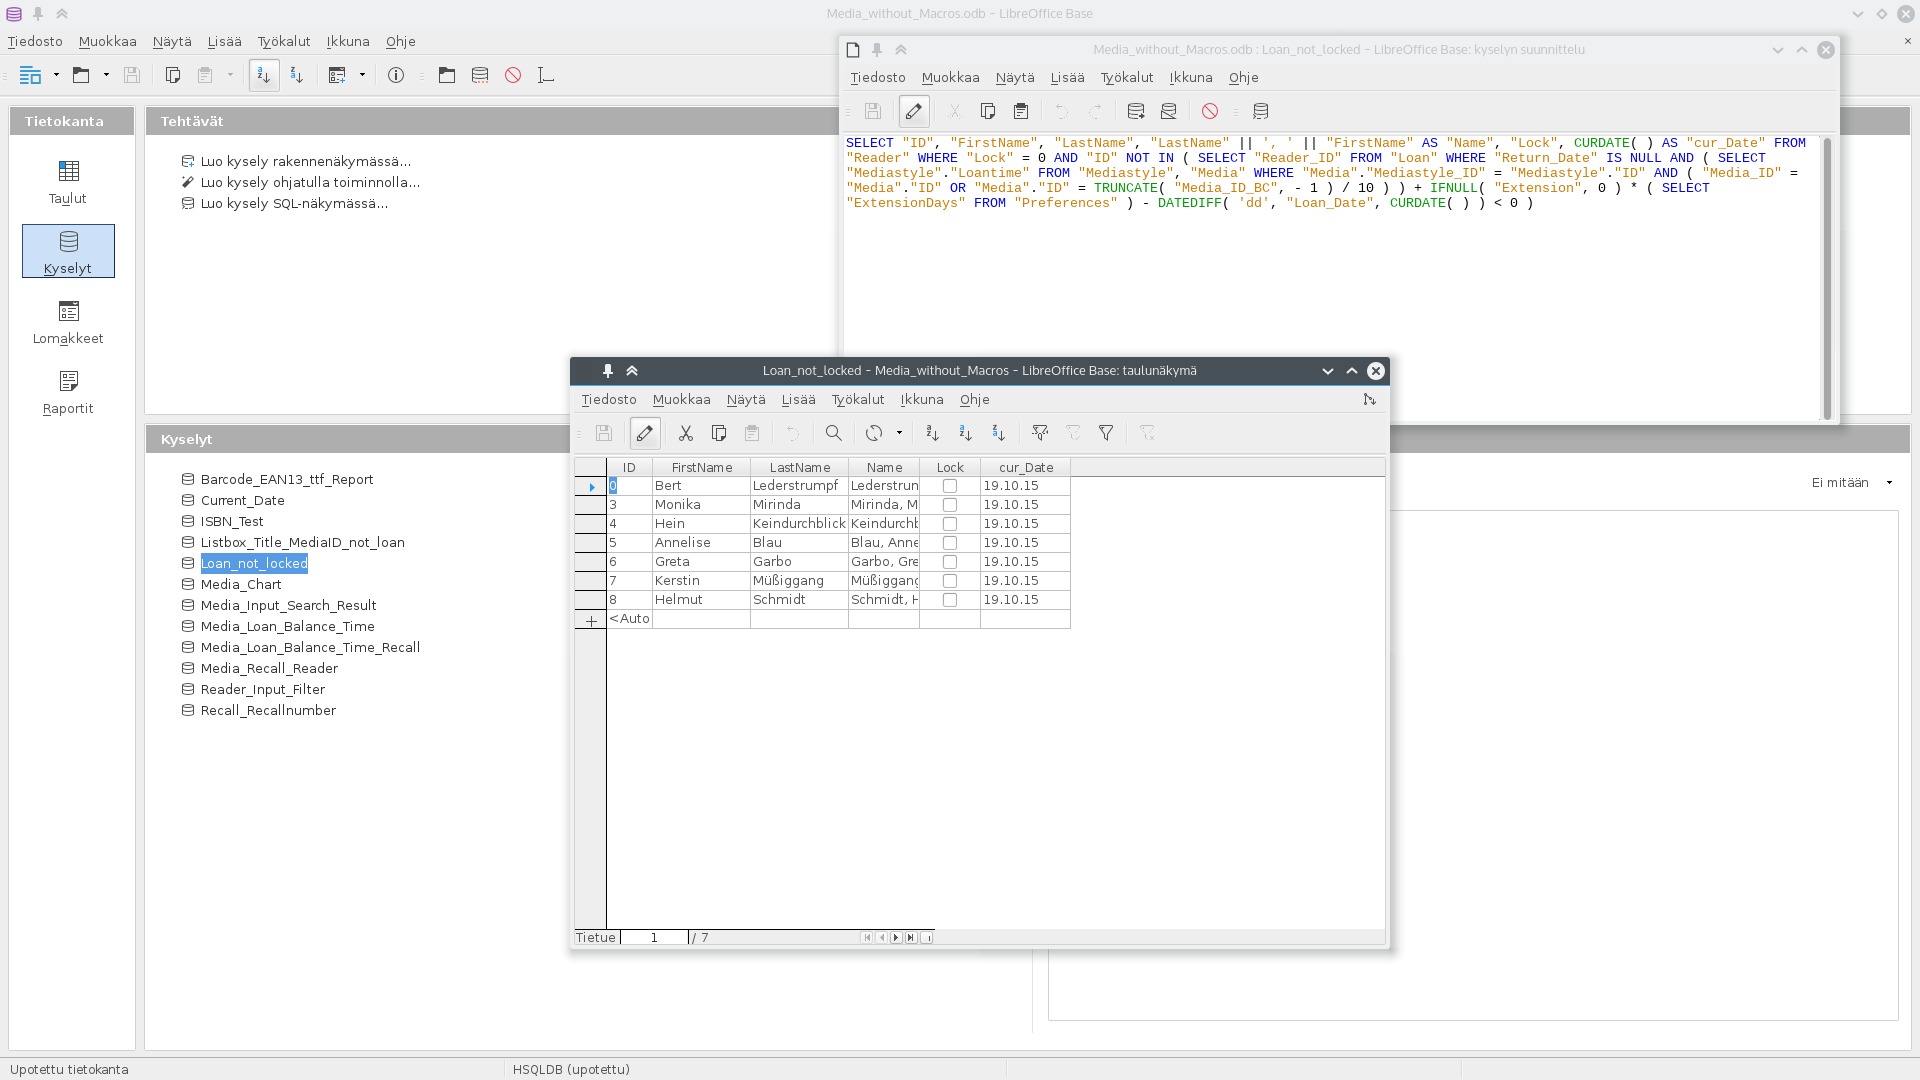 Media_without_Macros.odb – LibreOffice Base
Tiedosto Muokkaa Näytä Lisää Työkalut Ikkuna Ohje
Tietokanta
Taulut
Kyselyt
Lomakkeet
Raportit
Tehtävät
Luo kysely rakennenäkymässä...
Luo kysely ohjatulla toiminnolla...
Luo kysely SQL-näkymässä...
Kyselyt
Barcode_EAN13_ttf_Report
Current_Date
ISBN_Test
Listbox_Title_MediaID_not_loan
Loan_not_locked
Media_Chart
Media_Input_Search_Result
Media_Loan_Balance_Time
Media_Loan_Balance_Time_Recall
Media_Recall_Reader
Reader_Input_Filter
Recall_Recallnumber
Ei mitään
Media_without_Macros.odb : Loan_not_locked – LibreOffice Base: kyselyn suunnittelu
Tiedosto Muokkaa Näytä Lisää Työkalut Ikkuna Ohje
SELECT "ID", "FirstName", "LastName", "LastName" || ', ' || "FirstName" AS "Name", "Lock", CURDATE( ) AS "cur_Date" FROM
"Reader" WHERE "Lock" = 0 AND "ID" NOT IN ( SELECT "Reader_ID" FROM "Loan" WHERE "Return_Date" IS NULL AND ( SELECT
"Mediastyle"."Loantime" FROM "Mediastyle", "Media" WHERE "Media"."Mediastyle_ID" = "Mediastyle"."ID" AND ( "Media_ID" =
"Media"."ID" OR "Media"."ID" = TRUNCATE( "Media_ID_BC", - 1 ) / 10 ) ) + IFNULL( "Extension", 0 ) * ( SELECT
"ExtensionDays" FROM "Preferences" ) - DATEDIFF( 'dd', "Loan_Date", CURDATE( ) ) < 0 )
Loan_not_locked – Media_without_Macros – LibreOffice Base: taulunäkymä
Tiedosto Muokkaa Näytä Lisää Työkalut Ikkuna Ohje
ID FirstName LastName Name Lock cur_Date
0 Bert Lederstrumpf Lederstrun 19.10.15
3 Monika Mirinda Mirinda, M 19.10.15
4 Hein Keindurchblick Keindurchb 19.10.15
5 Annelise Blau Blau, Anne 19.10.15
6 Greta Garbo Garbo, Gre 19.10.15
7 Kerstin Müßiggang Müßiggang 19.10.15
8 Helmut Schmidt Schmidt, H 19.10.15
<Auto
Tietue 1 / 7
Upotettu tietokanta HSQLDB (upotettu)